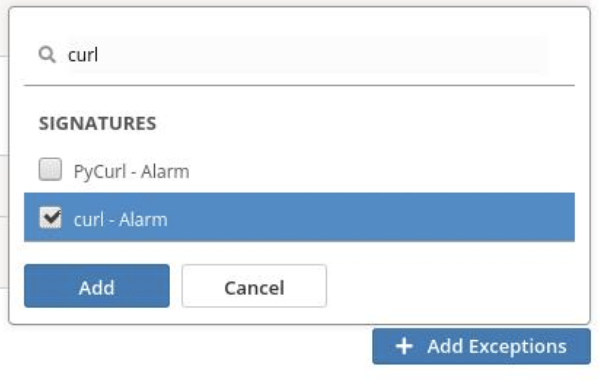 curl
SIGNATURES
PyCurl - Alarm
curl - Alarm
Add
Cancel
+ Add Exceptions